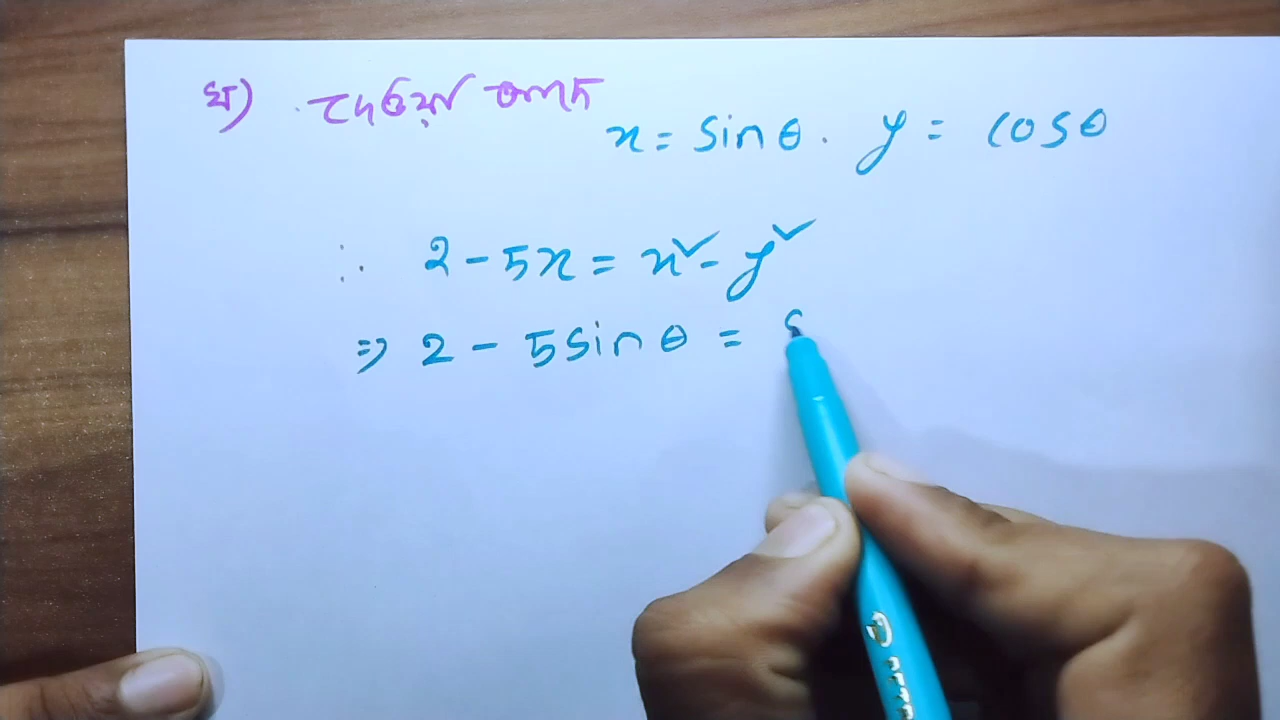 ঘ) দেওয়া আছে
x = sinθ. y = cosθ
∴ 2 - 5x = x² - y²
⇒ 2 - 5sinθ = s